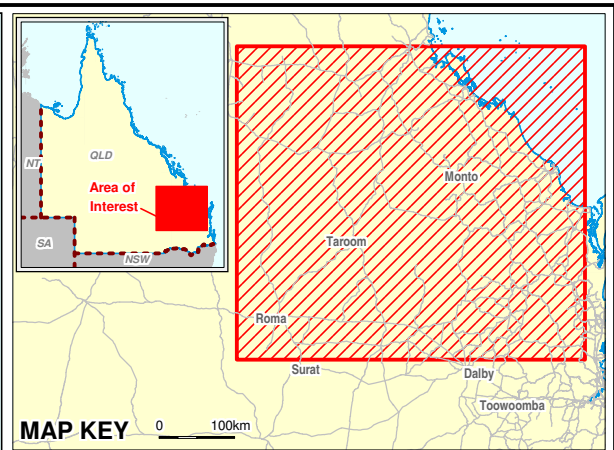 NT
QLD
Area of
Interest
SA
NSW
Monto
Taroom
Roma
Surat
Dalby
Toowoomba
MAP KEY 0 100km